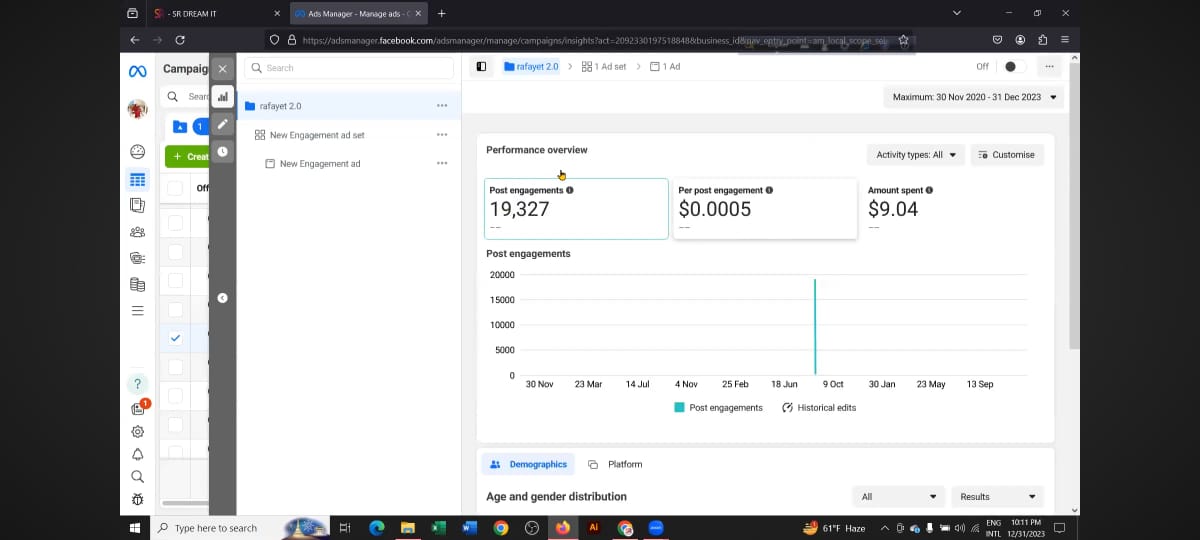 - SR DREAM IT
Ads Manager - Manage ads - C
https://adsmanager.facebook.com/adsmanager/manage/campaigns/insights?act=2092330197518848&business_id
Campaig
Search
rafayet 2.0
1 Ad set
1 Ad
Off
Sear
Maximum: 30 Nov 2020 - 31 Dec 2023
rafayet 2.0
1
New Engagement ad set
Creat
New Engagement ad
Off
Performance overview
Activity types: All
Customise
Post engagements
19,327
--
Per post engagement
$0.0005
--
Amount spent
$9.04
--
Post engagements
20000
15000
10000
5000
0
30 Nov 23 Mar 14 Jul 4 Nov 25 Feb 18 Jun 9 Oct 30 Jan 23 May 13 Sep
Post engagements
Historical edits
?
1
Demographics
Platform
Age and gender distribution
All
Results
Type here to search
Ai
zoom
61°F Haze
ENG
INTL
10:11 PM
12/31/2023